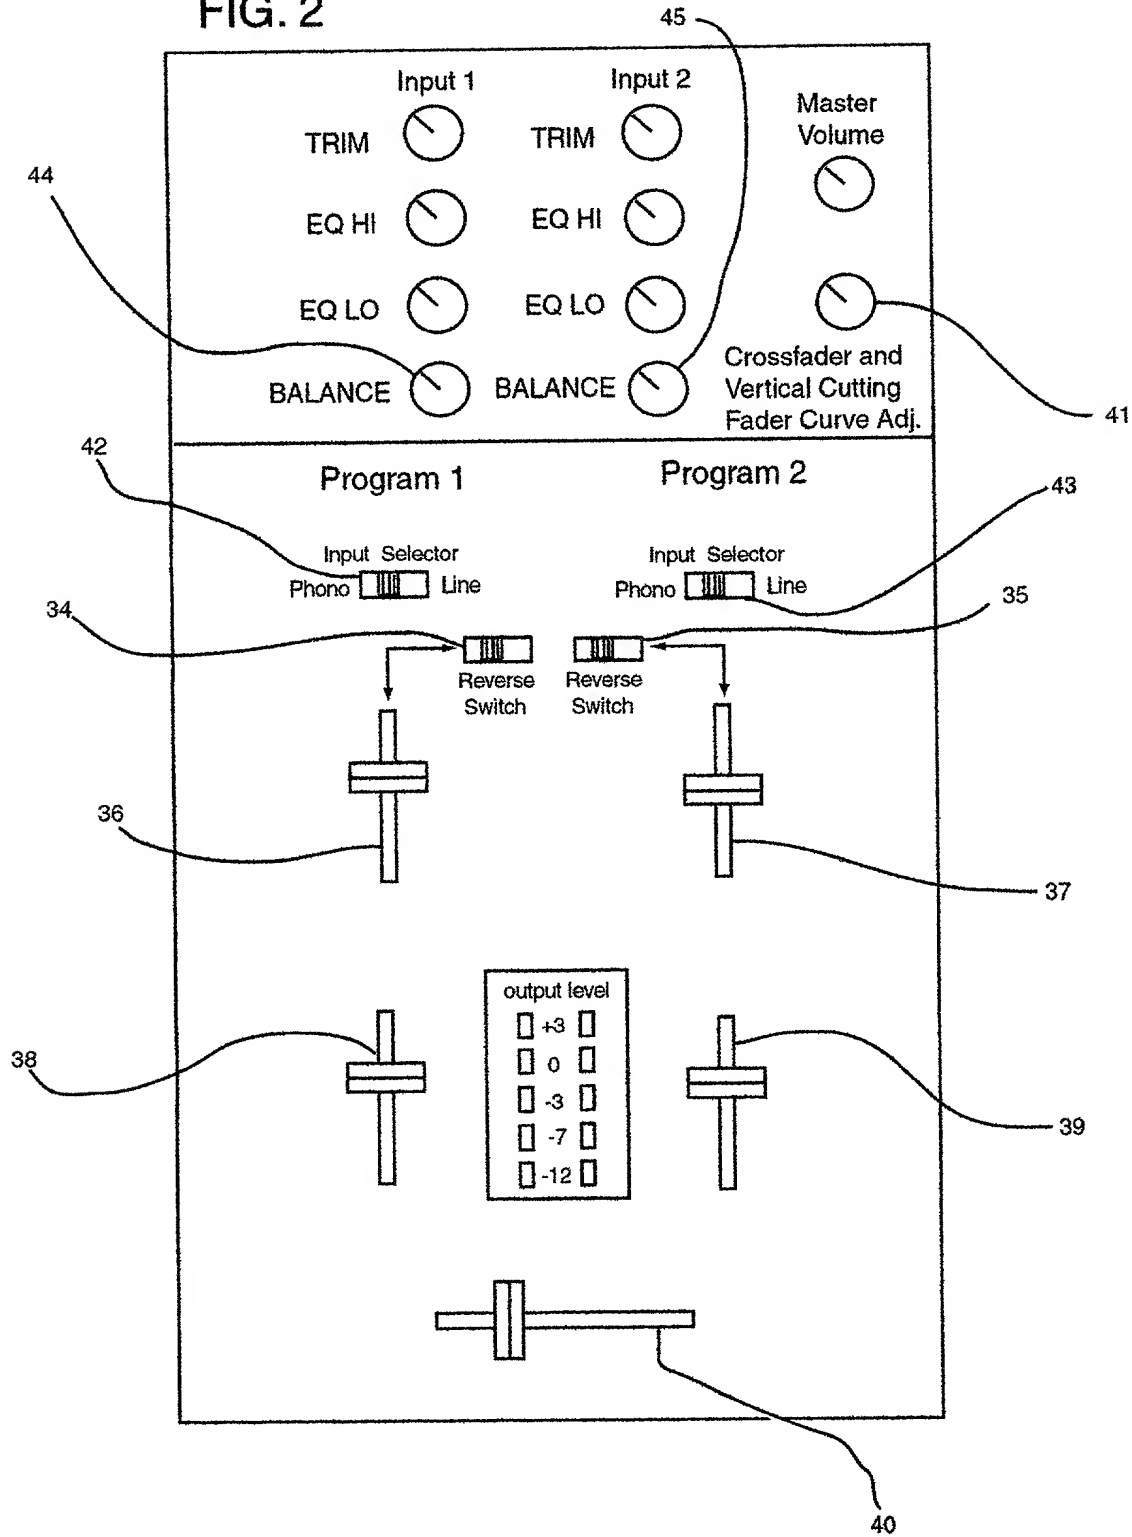 FIG. 2
45
Input 1
Input 2
Master
Volume
TRIM
TRIM
44
EQ HI
EQ HI
EQ LO
EQ LO
Crossfader and
Vertical Cutting
Fader Curve Adj.
BALANCE
BALANCE
41
42
Program 1
Program 2
43
Input Selector
Input Selector
Phono
Line
Phono
Line
34
35
Reverse
Switch
Reverse
Switch
36
37
output level
+3
0
-3
-7
-12
38
39
40